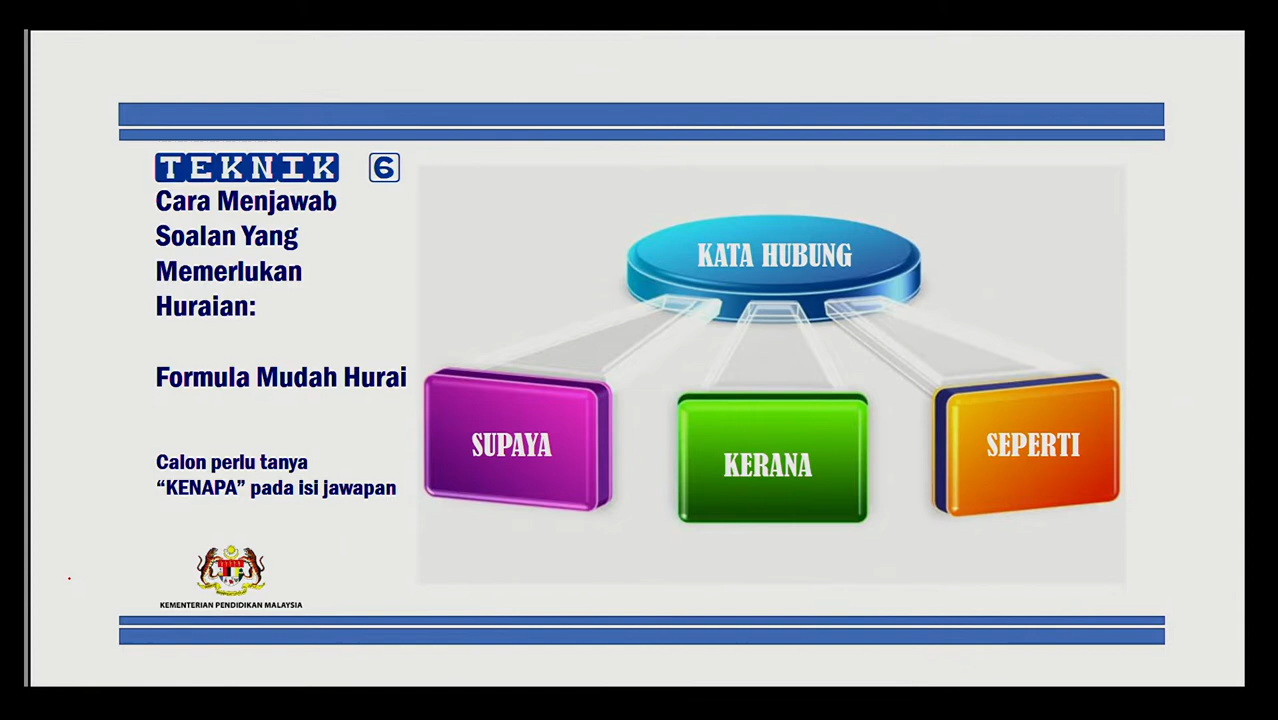 TEKNIK 6
Cara Menjawab
Soalan Yang
Memerlukan
Huraian:
Formula Mudah Hurai
Calon perlu tanya
“KENAPA” pada isi jawapan
KEMENTERIAN PENDIDIKAN MALAYSIA
KATA HUBUNG
SUPAYA
KERANA
SEPERTI